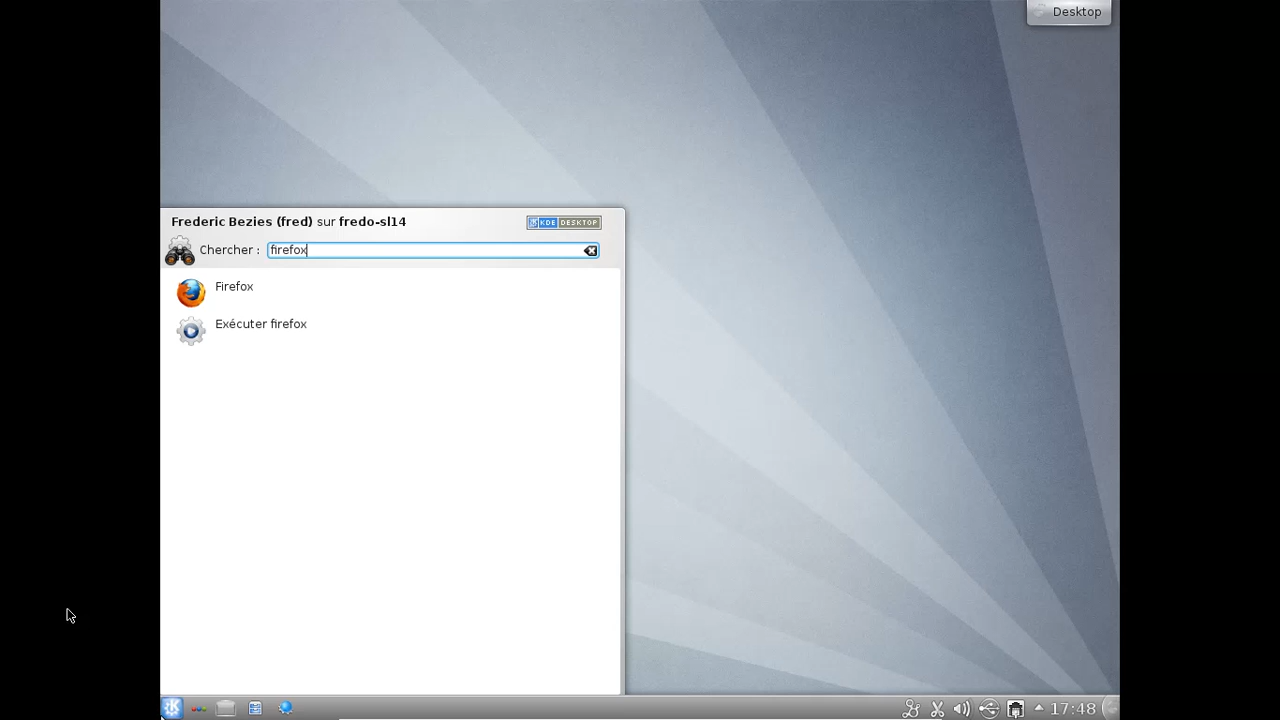 Desktop
Frederic Bezies (fred) sur fredo-sl14
KDE DESKTOP
Chercher : firefox
Firefox
Exécuter firefox
17:48